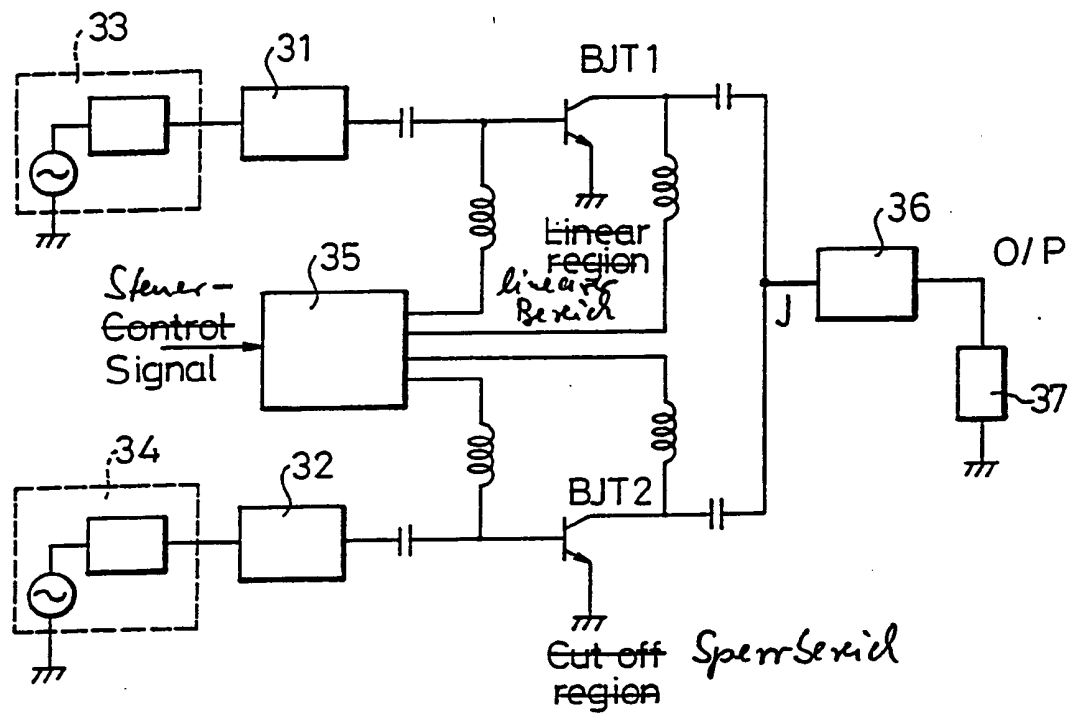 33
31
BJT1
Linear
region
linearer
Bereich
36
O/P
35
Steuer-
Control
Signal
J
37
34
32
BJT2
Cut off
region
Sperrbereich